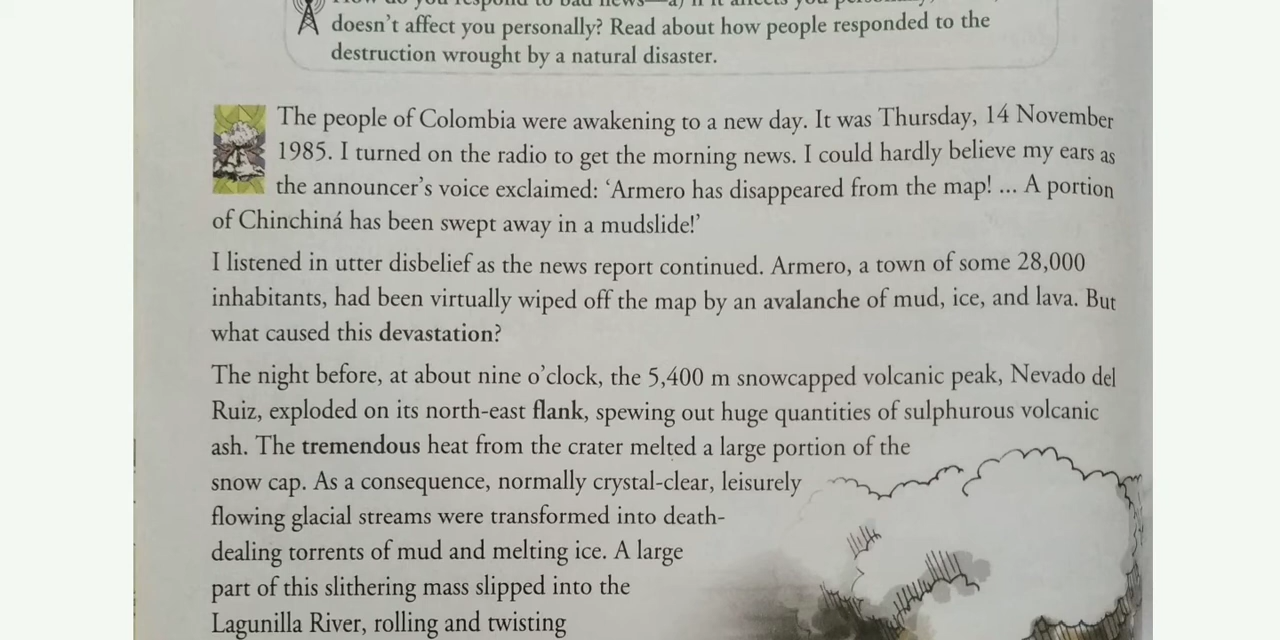 doesn't affect you personally? Read about how people responded to the
destruction wrought by a natural disaster.
The people of Colombia were awakening to a new day. It was Thursday, 14 November
1985. I turned on the radio to get the morning news. I could hardly believe my ears as
the announcer's voice exclaimed: 'Armero has disappeared from the map! ... A portion
of Chinchiná has been swept away in a mudslide!'
I listened in utter disbelief as the news report continued. Armero, a town of some 28,000
inhabitants, had been virtually wiped off the map by an avalanche of mud, ice, and lava. But
what caused this devastation?
The night before, at about nine o'clock, the 5,400 m snowcapped volcanic peak, Nevado del
Ruiz, exploded on its north-east flank, spewing out huge quantities of sulphurous volcanic
ash. The tremendous heat from the crater melted a large portion of the
snow cap. As a consequence, normally crystal-clear, leisurely
flowing glacial streams were transformed into death-
dealing torrents of mud and melting ice. A large
part of this slithering mass slipped into the
Lagunilla River, rolling and twisting